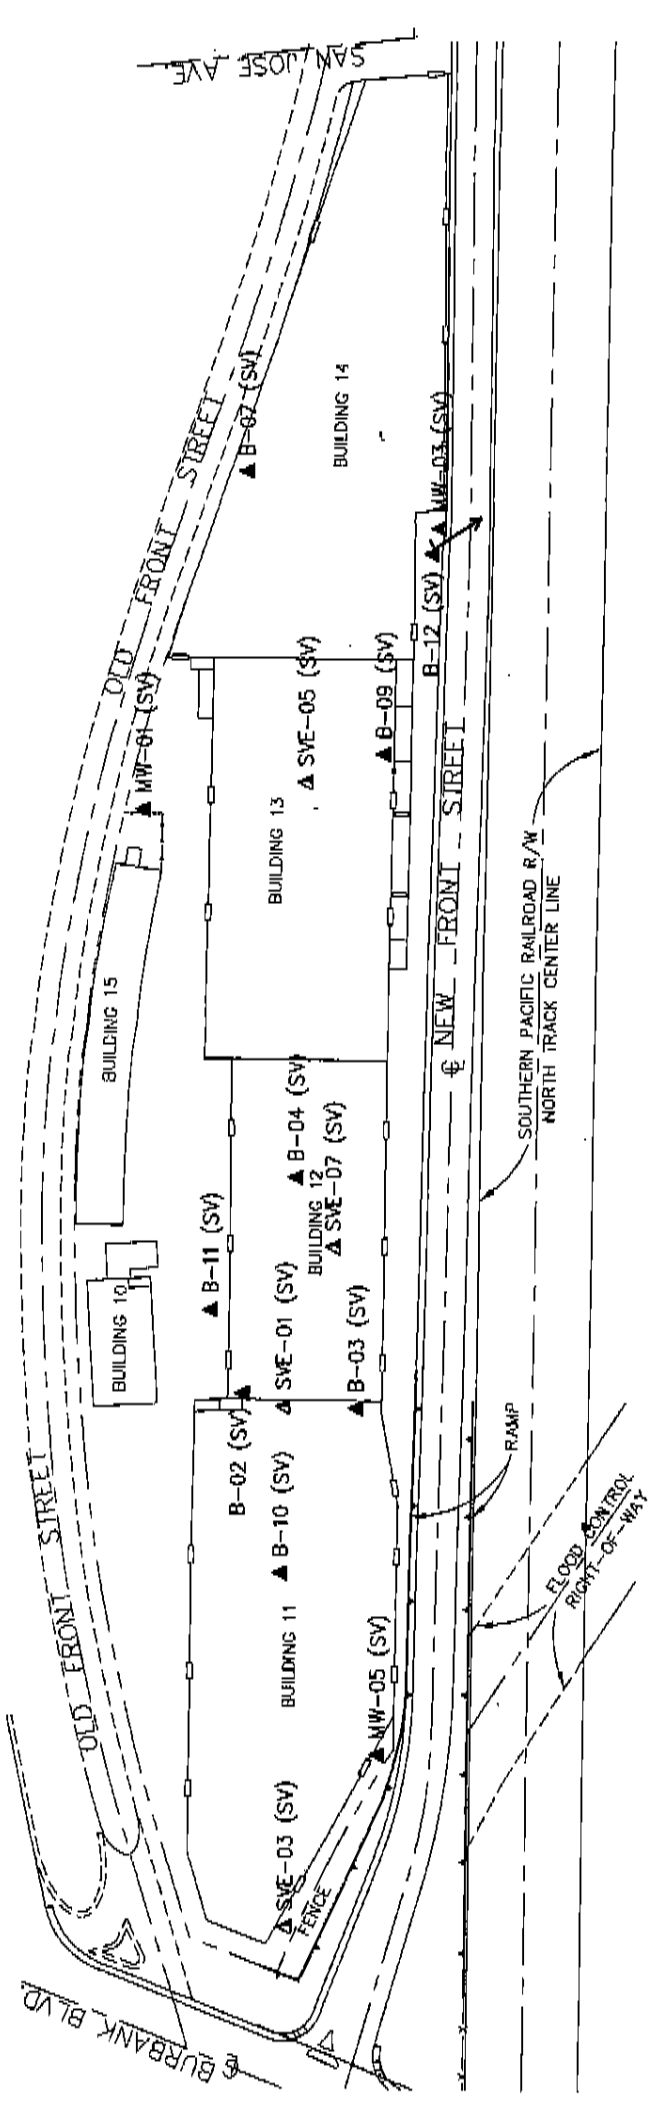 SAN JOSE AVE
OLD FRONT STREET
B-07 (SV)
BUILDING 14
MW-03 (SV)
B-12 (SV)
MW-01 (SV)
SVE-05 (SV)
B-09 (SV)
BUILDING 13
BUILDING 15
℄ NEW FRONT STREET
SOUTHERN PACIFIC RAILROAD R/W
NORTH TRACK CENTER LINE
B-04 (SV)
BUILDING 12
SVE-07 (SV)
B-11 (SV)
BUILDING 10
SVE-01 (SV)
B-03 (SV)
B-02 (SV)
B-10 (SV)
BUILDING 11
RAMP
FLOOD CONTROL
RIGHT-OF-WAY
OLD FRONT STREET
MW-05 (SV)
SVE-03 (SV)
FENCE
℄ BURBANK BLVD.